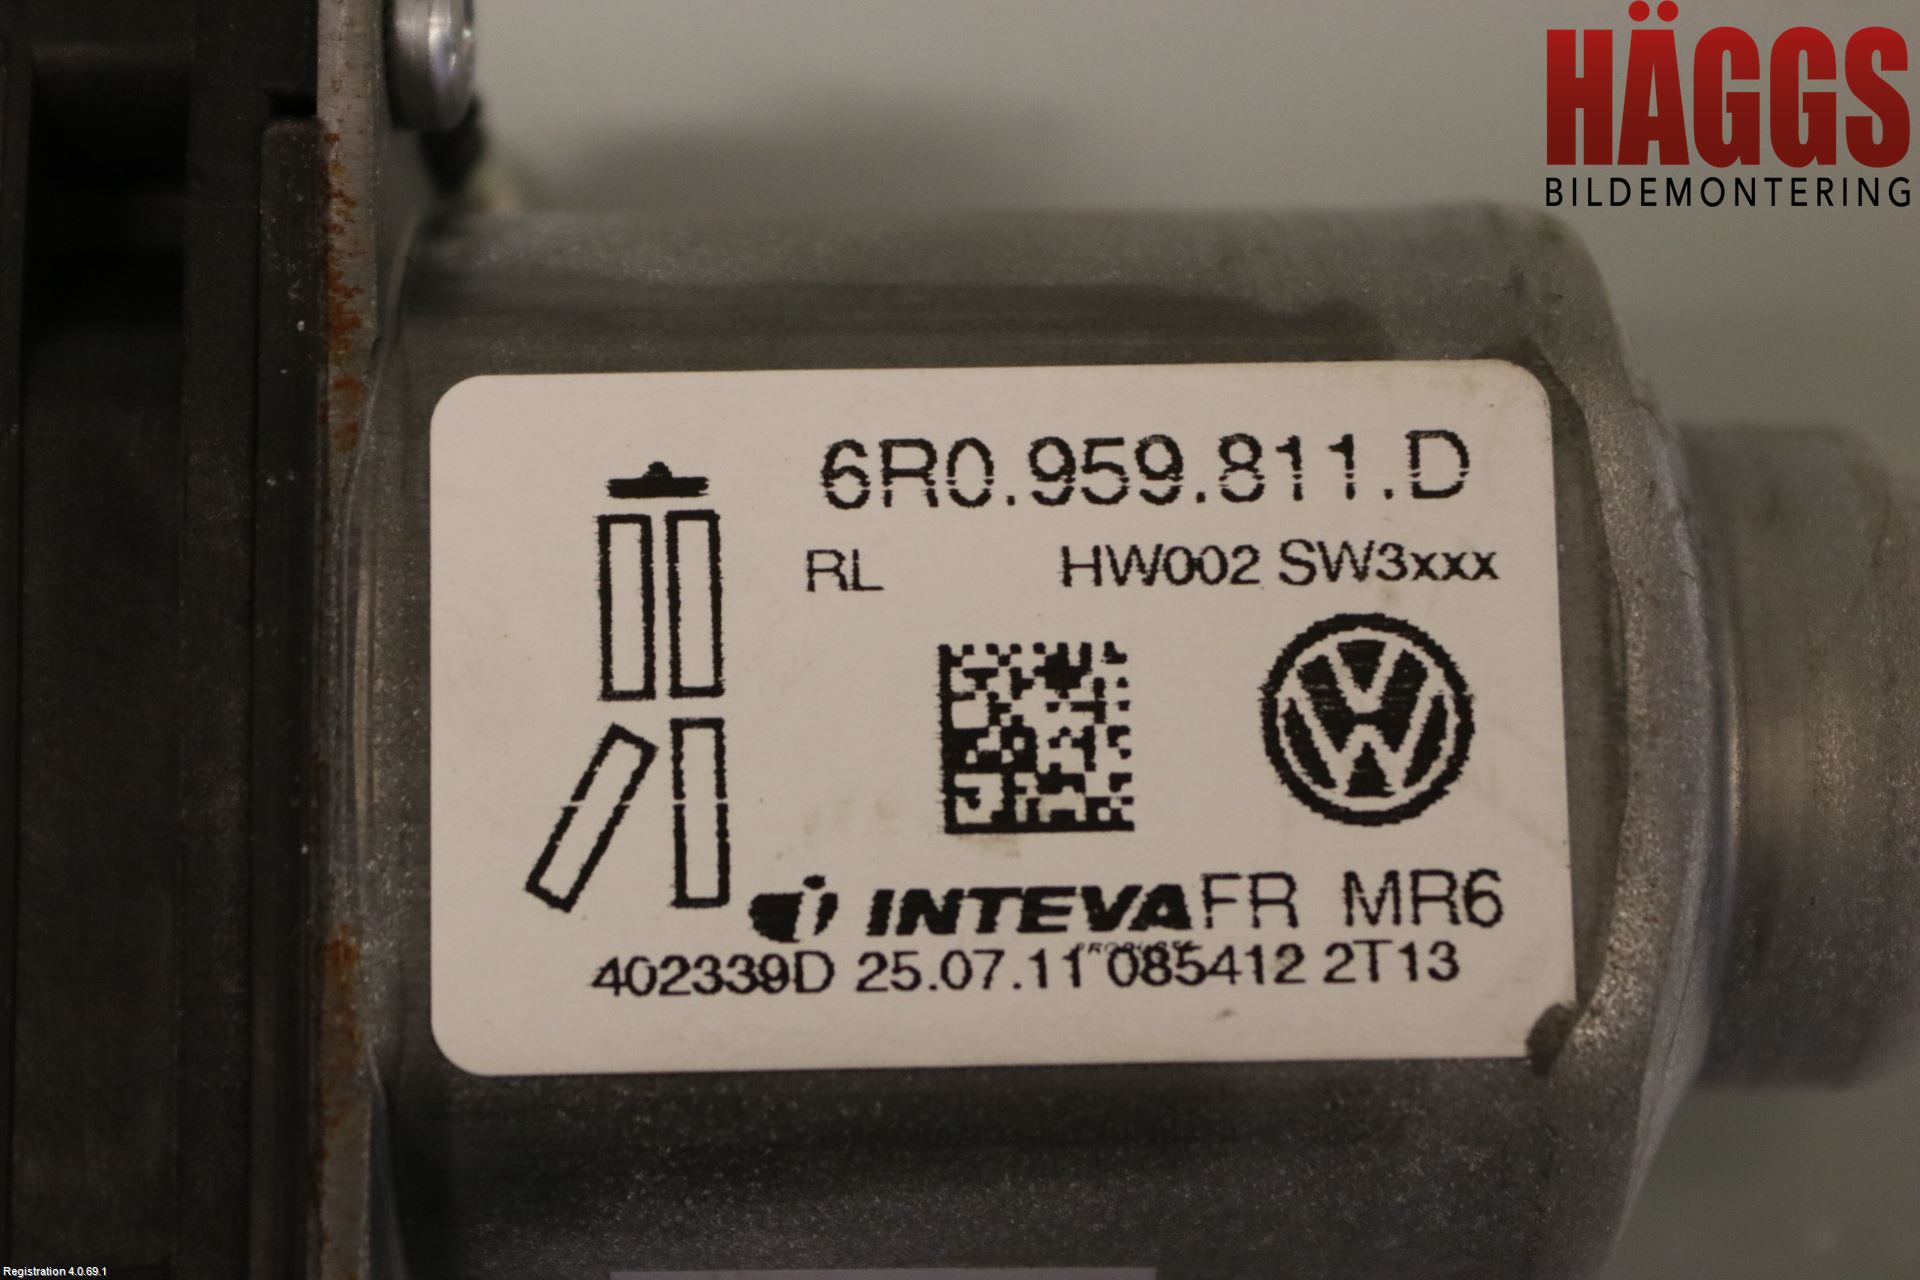 HÄGGS
BILDEMONTERING
6R0.959.811.D
RL HW002 SW3xxx
INTEVA FR MR6
PRODUCTS
402339D 25.07.11 085412 2T13
Registration 4.0.69.1